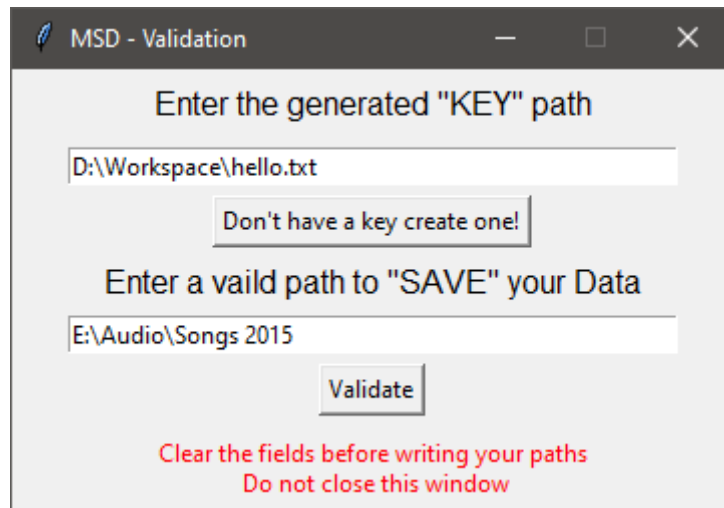 MSD - Validation
Enter the generated "KEY" path
D:\Workspace\hello.txt
Don't have a key create one!
Enter a vaild path to "SAVE" your Data
E:\Audio\Songs 2015
Validate
Clear the fields before writing your paths
Do not close this window